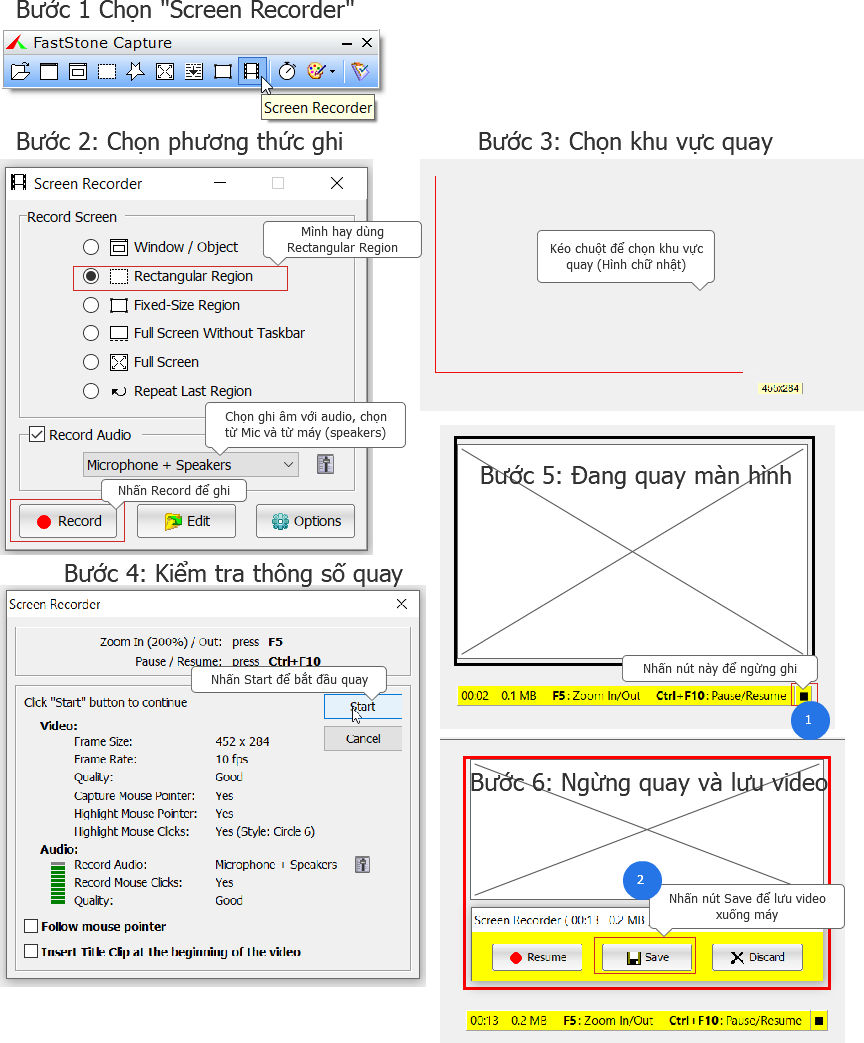 Bước 1 Chọn "Screen Recorder"
FastStone Capture
Screen Recorder
Bước 2: Chọn phương thức ghi
Screen Recorder
Record Screen
Mình hay dùng
Rectangular Region
Window / Object
Rectangular Region
Fixed-Size Region
Full Screen Without Taskbar
Full Screen
Repeat Last Region
Chọn ghi âm với audio, chọn
từ Mic và từ máy (speakers)
Record Audio
Microphone + Speakers
Nhấn Record để ghi
Record
Edit
Options
Bước 3: Chọn khu vực quay
Kéo chuột để chọn khu vực
quay (Hình chữ nhật)
455x284
Bước 4: Kiểm tra thông số quay
Screen Recorder
Zoom In (200%) / Out: press F5
Pause / Resume: press Ctrl+F10
Nhấn Start để bắt đầu quay
Click "Start" button to continue
Start
Cancel
Video:
Frame Size: 452 x 284
Frame Rate: 10 fps
Quality: Good
Capture Mouse Pointer: Yes
Highlight Mouse Pointer: Yes
Highlight Mouse Clicks: Yes (Style: Circle 6)
Audio:
Record Audio: Microphone + Speakers
Record Mouse Clicks: Yes
Quality: Good
Follow mouse pointer
Insert Title Clip at the beginning of the video
Bước 5: Đang quay màn hình
Nhấn nút này để ngừng ghi
00:02 0.1 MB F5: Zoom In/Out Ctrl+F10: Pause/Resume
1
Bước 6: Ngừng quay và lưu video
2
Nhấn nút Save để lưu video
xuống máy
Screen Recorder ( 00:13 0.2 MB )
Resume
Save
Discard
00:13 0.2 MB F5: Zoom In/Out Ctrl+F10: Pause/Resume